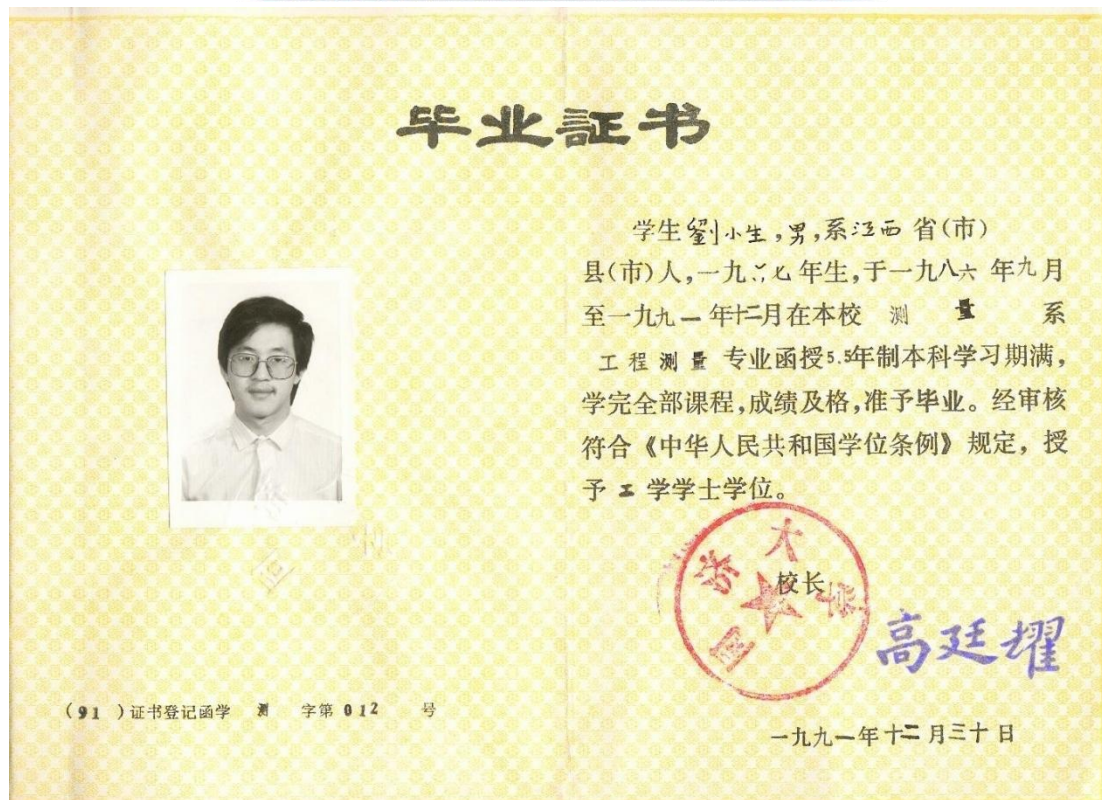 毕业証书
学生 劉小生,男,系江西 省(市)
县(市)人,一九六七 年生,于一九八六 年九月
至一九九一 年十二月在本校 测 量 系
工 程 测 量 专业函授5.5年制本科学习期满,
学完全部课程,成绩及格,准予毕业。经审核
符合《中华人民共和国学位条例》规定,授
予 工 学学士学位。
同济大学
校长
高廷耀
(91 )证书登记函学 测 字第 012 号
一九九一年十二月三十日